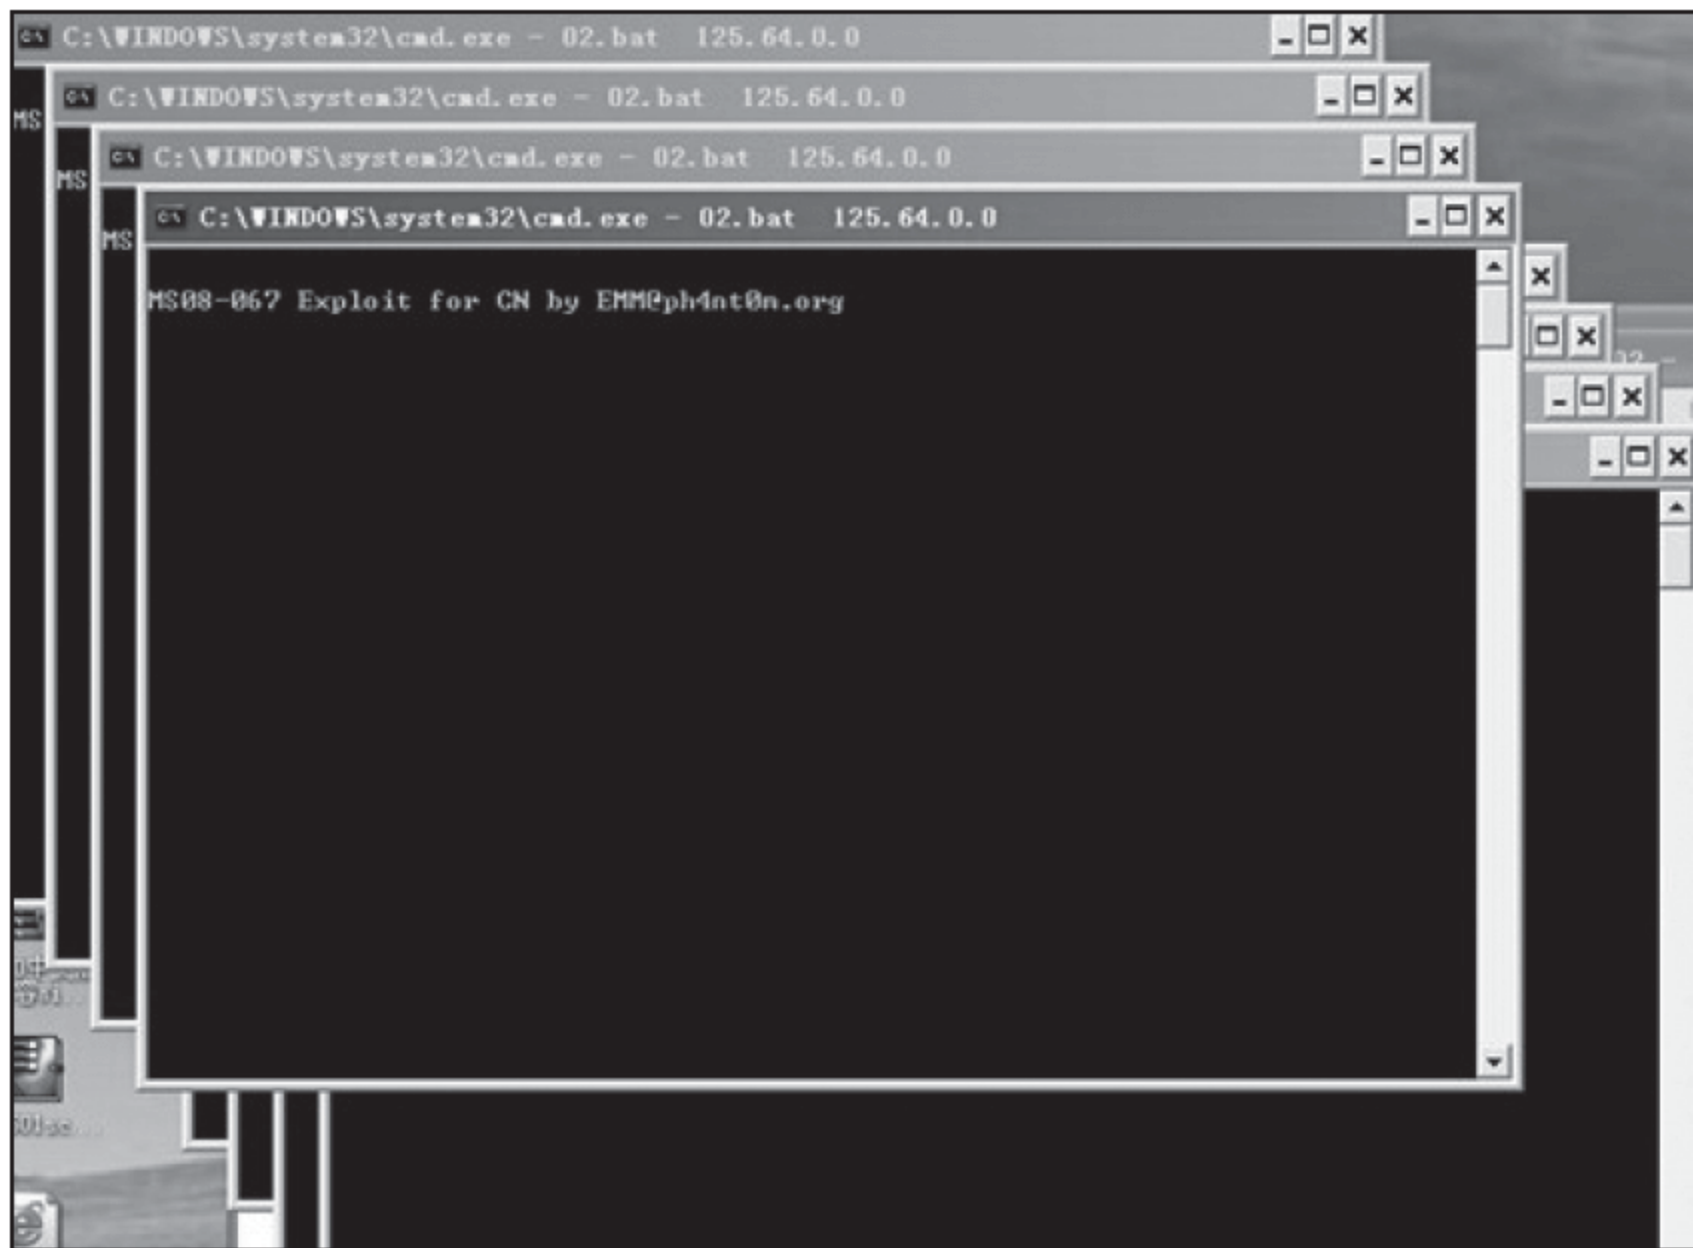 C:\WINDOWS\system32\cmd.exe - 02.bat 125.64.0.0
C:\WINDOWS\system32\cmd.exe - 02.bat 125.64.0.0
MS
C:\WINDOWS\system32\cmd.exe - 02.bat 125.64.0.0
MS
C:\WINDOWS\system32\cmd.exe - 02.bat 125.64.0.0
MS
MS08-067 Exploit for CN by EMM@ph4nt0m.org